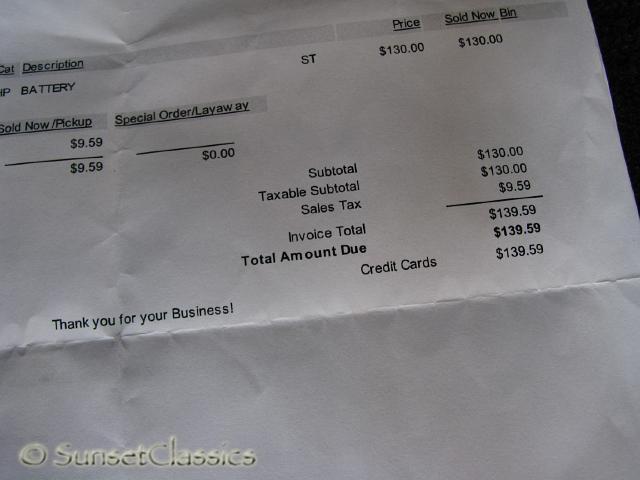 Price Sold Now Bin
Cat Description
ST $130.00 $130.00
BATTERY
Sold Now/Pickup Special Order/Layaway
$9.59
$9.59 $0.00
Subtotal $130.00
Taxable Subtotal $130.00
Sales Tax $9.59
Invoice Total $139.59
Total Amount Due $139.59
Credit Cards $139.59
Thank you for your Business!
© SunsetClassics